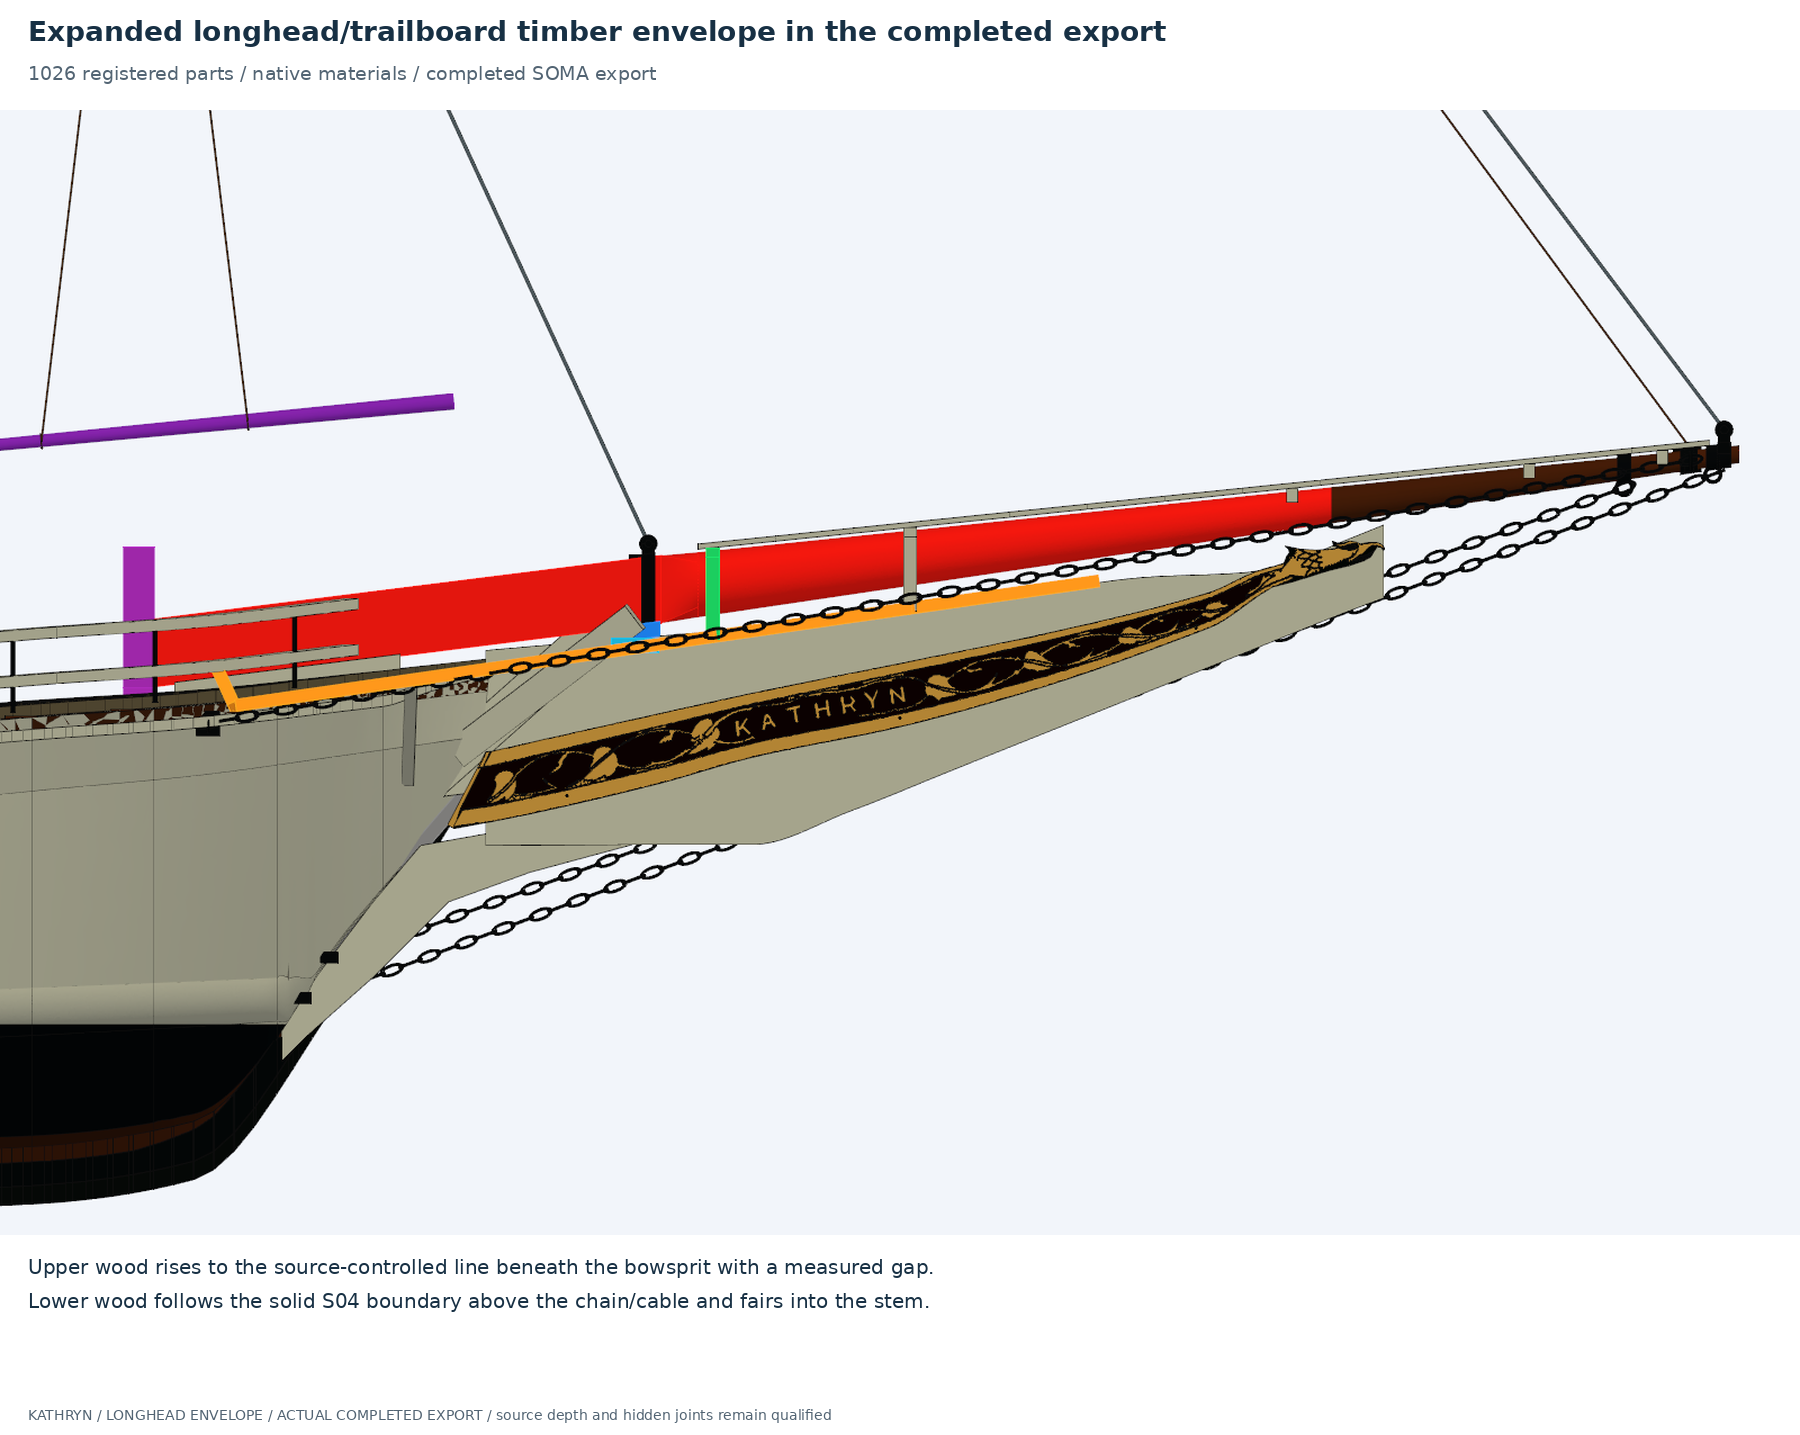 Expanded longhead/trailboard timber envelope in the completed export
1026 registered parts / native materials / completed SOMA export
KATHRYN
Upper wood rises to the source-controlled line beneath the bowsprit with a measured gap.
Lower wood follows the solid S04 boundary above the chain/cable and fairs into the stem.
KATHRYN / LONGHEAD ENVELOPE / ACTUAL COMPLETED EXPORT / source depth and hidden joints remain qualified